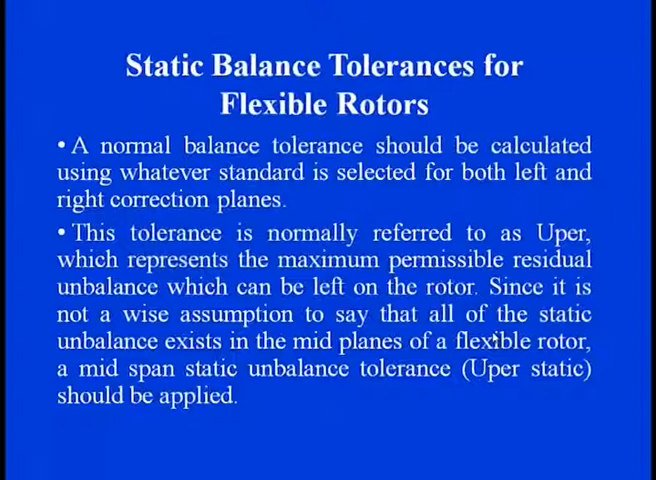 Static Balance Tolerances for
Flexible Rotors
• A normal balance tolerance should be calculated
using whatever standard is selected for both left and
right correction planes.
• This tolerance is normally referred to as Uper,
which represents the maximum permissible residual
unbalance which can be left on the rotor. Since it is
not a wise assumption to say that all of the static
unbalance exists in the mid planes of a flexible rotor,
a mid span static unbalance tolerance (Uper static)
should be applied.